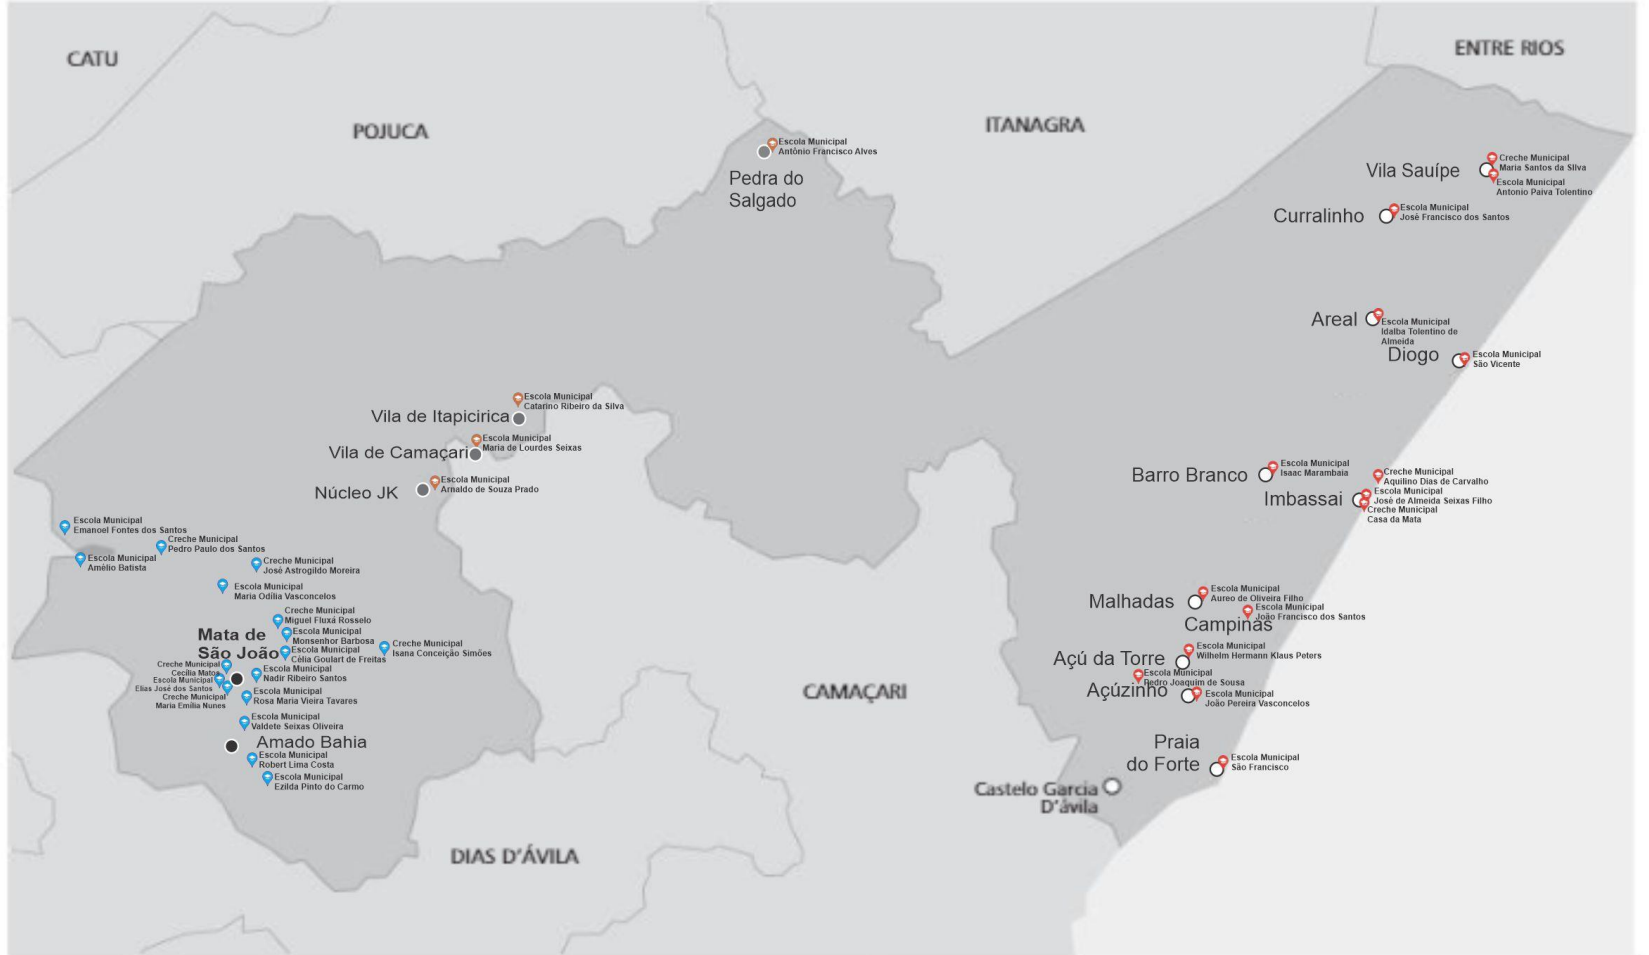 CATU
ENTRE RIOS
POJUCA
ITANAGRA
Escola Municipal
Antônio Francisco Alves
Pedra do
Salgado
Creche Municipal
Maria Santos da Silva
Vila Sauípe
Escola Municipal
Antonio Paiva Tolentino
Curralinho
Escola Municipal
José Francisco dos Santos
Areal
Escola Municipal
Idalba Tolentino de
Almeida
Diogo
Escola Municipal
São Vicente
Escola Municipal
Catarino Ribeiro da Silva
Vila de Itapicirica
Escola Municipal
Maria de Lourdes Seixas
Vila de Camaçari
Escola Municipal
Arnaldo de Souza Prado
Núcleo JK
Barro Branco
Escola Municipal
Isaac Marambaia
Creche Municipal
Aquilino Dias de Carvalho
Imbassai
Escola Municipal
José de Almeida Seixas Filho
Creche Municipal
Casa da Mata
Escola Municipal
Emanoel Fontes dos Santos
Creche Municipal
Pedro Paulo dos Santos
Escola Municipal
Amélio Batista
Creche Municipal
José Astrogildo Moreira
Escola Municipal
Maria Odília Vasconcelos
Creche Municipal
Miguel Fluxá Rosselo
Escola Municipal
Monsenhor Barbosa
Mata de
São João
Escola Municipal
Célia Goulart de Freitas
Creche Municipal
Isana Conceição Simões
Creche Municipal
Cecília Matos
Escola Municipal
Nadir Ribeiro Santos
Escola Municipal
Elias José dos Santos
Creche Municipal
Maria Emília Nunes
Escola Municipal
Rosa Maria Vieira Tavares
Escola Municipal
Valdete Seixas Oliveira
Amado Bahia
Escola Municipal
Robert Lima Costa
Escola Municipal
Ezilda Pinto do Carmo
Malhadas
Escola Municipal
Aureo de Oliveira Filho
Escola Municipal
João Francisco dos Santos
Campinas
Escola Municipal
Wilhelm Hermann Klaus Peters
Açú da Torre
Escola Municipal
Pedro Joaquim de Sousa
Açúzinho
Escola Municipal
João Pereira Vasconcelos
CAMAÇARI
Praia
do Forte
Escola Municipal
São Francisco
Castelo Garcia
D'ávila
DIAS D'ÁVILA